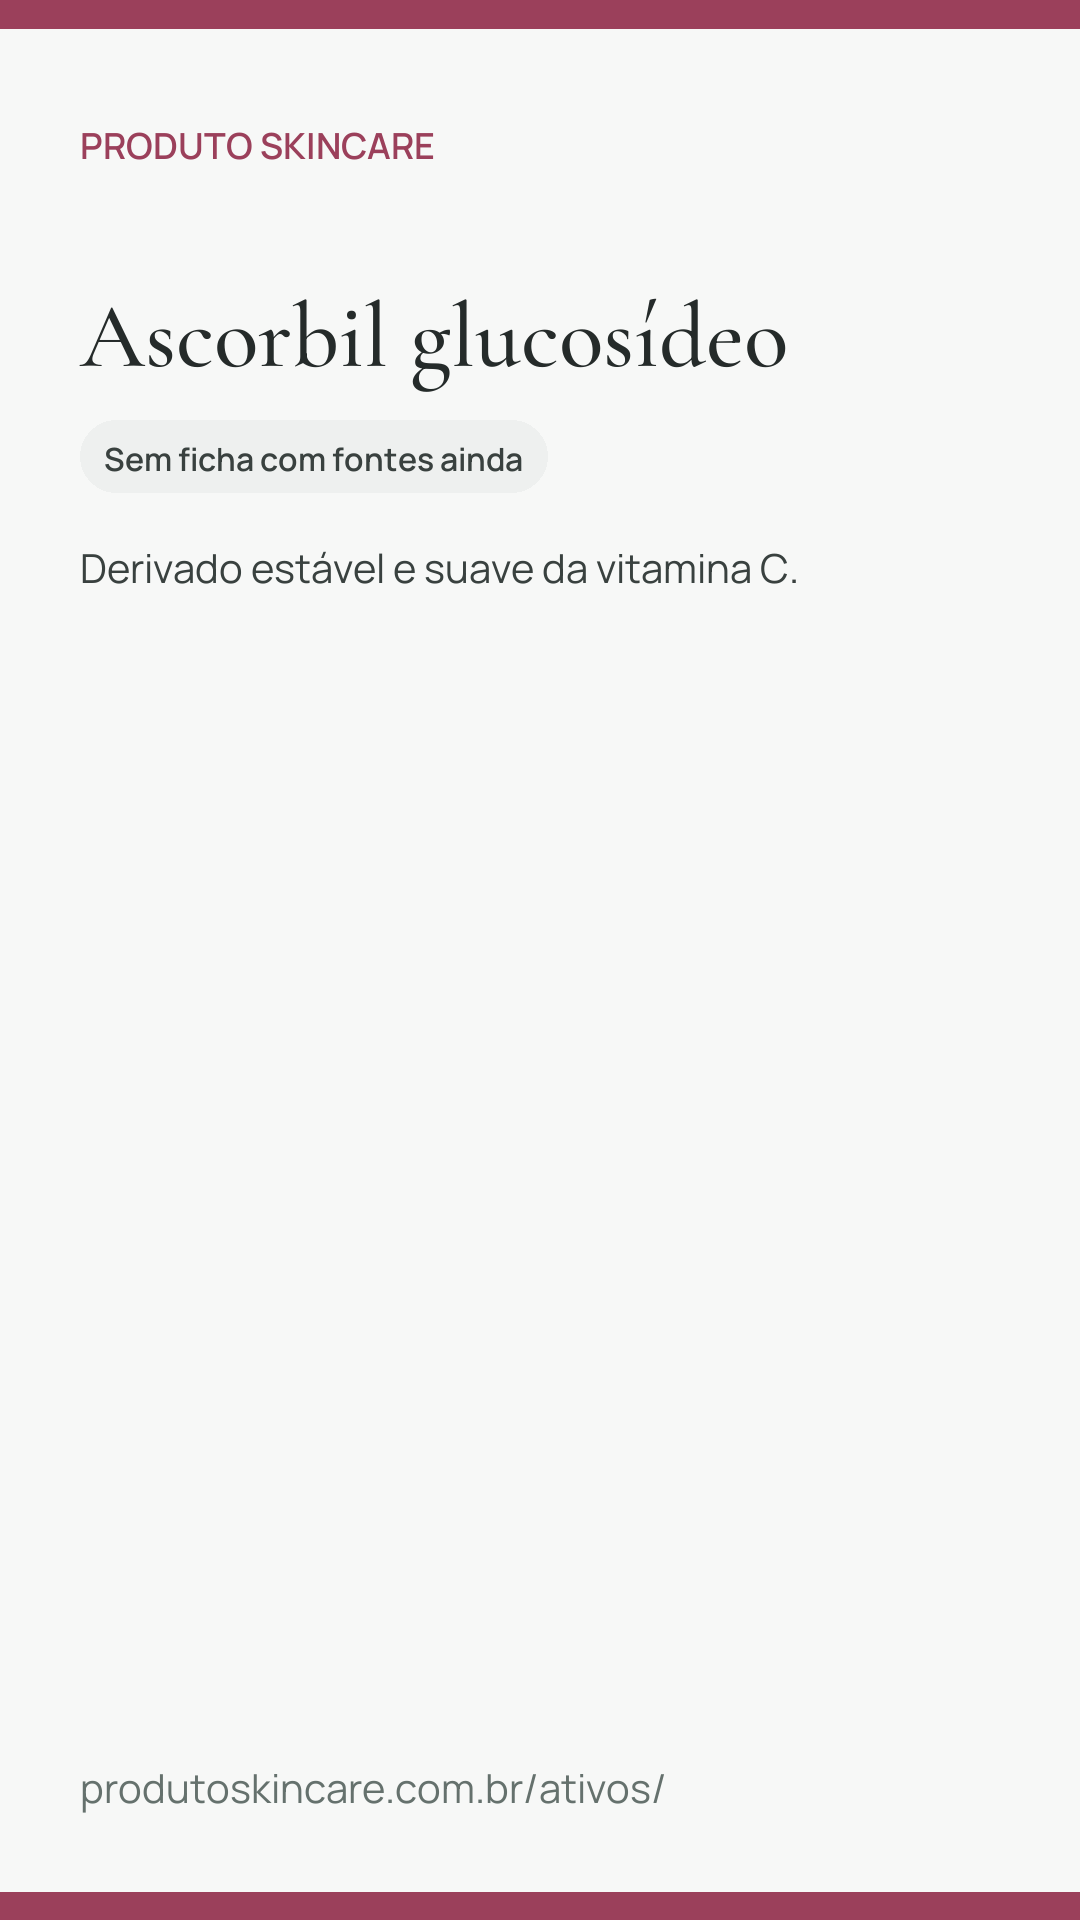 PRODUTO SKINCARE
Ascorbil glucosídeo
Sem ficha com fontes ainda
Derivado estável e suave da vitamina C.
produtoskincare.com.br/ativos/